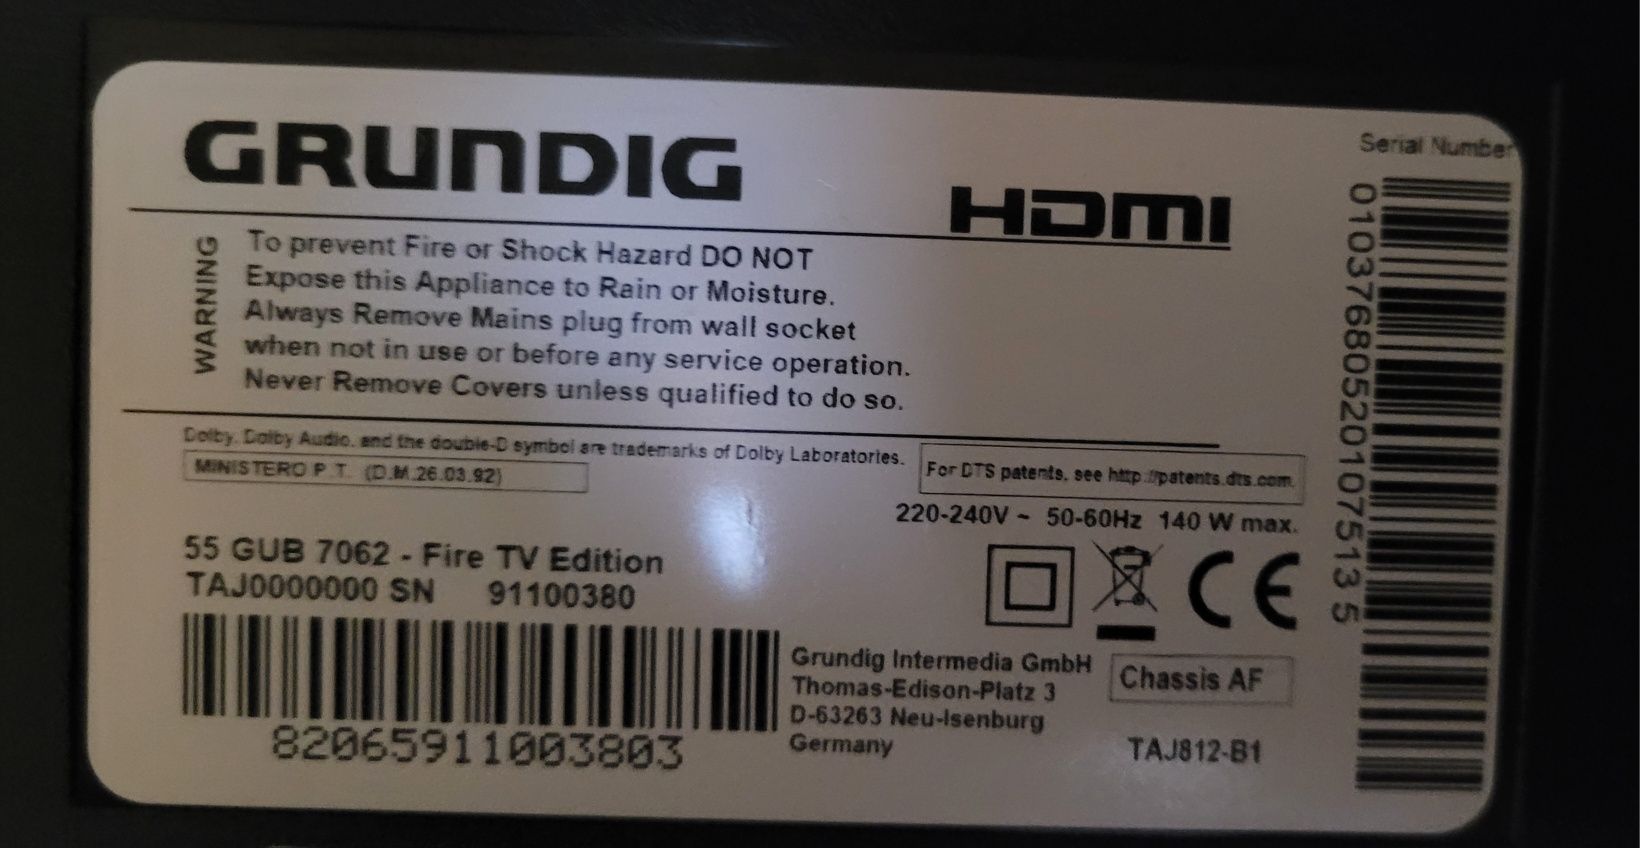 GRUNDIG
HDMI
WARNING
To prevent Fire or Shock Hazard DO NOT
Expose this Appliance to Rain or Moisture.
Always Remove Mains plug from wall socket
when not in use or before any service operation.
Never Remove Covers unless qualified to do so.
Dolby, Dolby Audio, and the double-D symbol are trademarks of Dolby Laboratories.
MINISTERO P.T. (D.M.26.03.92)
For DTS patents, see http://patents.dts.com.
220-240V ~ 50-60Hz 140 W max.
55 GUB 7062 - Fire TV Edition
TAJ0000000 SN 91100380
82065911003803
CE
Grundig Intermedia GmbH
Thomas-Edison-Platz 3
D-63263 Neu-Isenburg
Germany
Chassis AF
TAJ812-B1
Serial Number
01037680520107513 5